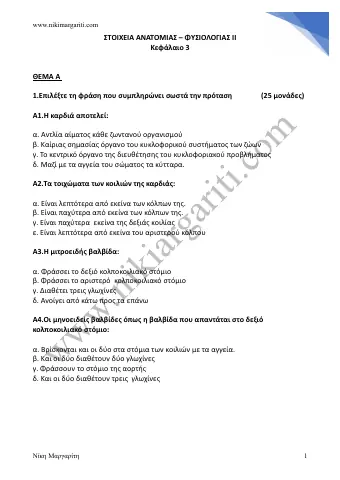 www.nikimargariti.com
ΣΤΟΙΧΕΙΑ ΑΝΑΤΟΜΙΑΣ – ΦΥΣΙΟΛΟΓΙΑΣ ΙΙ
Κεφάλαιο 3
ΘΕΜΑ Α
1.Επιλέξτε τη φράση που συμπληρώνει σωστά την πρόταση (25 μονάδες)
Α1.Η καρδιά αποτελεί:
α. Αντλία αίματος κάθε ζωντανού οργανισμού
β. Καίριας σημασίας όργανο του κυκλοφορικού συστήματος των ζώων
γ. Το κεντρικό όργανο της διευθέτησης του κυκλοφοριακού προβλήματος
δ. Μαζί με τα αγγεία του σώματος τα κύτταρα.
Α2.Τα τοιχώματα των κοιλιών της καρδιάς:
α. Είναι λεπτότερα από εκείνα των κόλπων της.
β. Είναι παχύτερα από εκείνα των κόλπων της.
γ. Είναι παχύτερα εκείνα της δεξιάς κοιλίας
ε. Είναι λεπτότερα από εκείνα του αριστερού κόλπου
Α3.Η μιτροειδής βαλβίδα:
α. Φράσσει το δεξιό κολποκοιλιακό στόμιο
β. Φράσσει το αριστερό κολποκοιλιακό στόμιο
γ. Διαθέτει τρεις γλωχίνες
δ. Ανοίγει από κάτω προς τα επάνω
Α4.Οι μηνοειδείς βαλβίδες όπως η βαλβίδα που απαντάται στο δεξιό
κολποκοιλιακό στόμιο:
α. Βρίσκονται και οι δύο στα στόμια των κοιλιών με τα αγγεία.
β. Και οι δύο διαθέτουν δύο γλωχίνες
γ. Φράσσουν το στόμιο της αορτής
δ. Και οι δύο διαθέτουν τρεις γλωχίνες
www.nikiargariti.com
Νίκη Μαργαρίτη 1